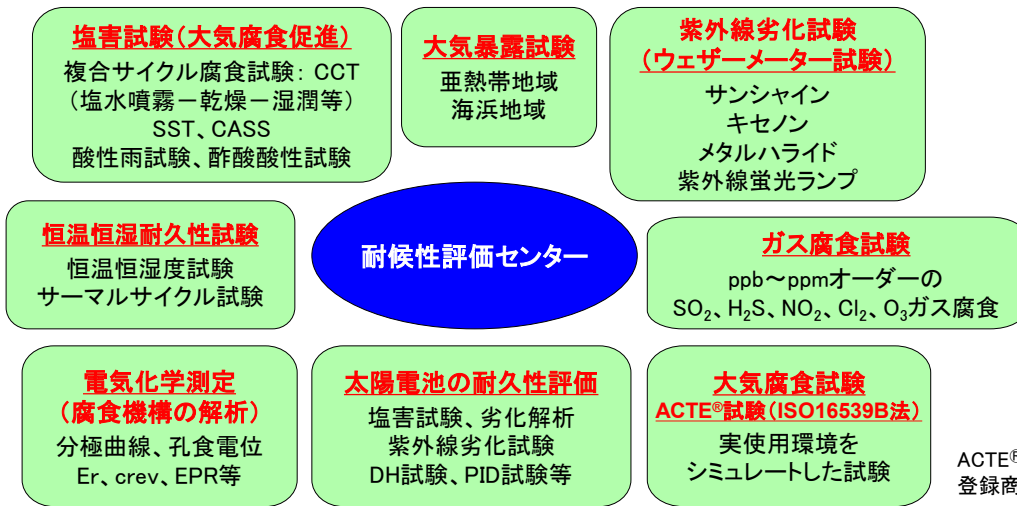 塩害試験(大気腐食促進)
複合サイクル腐食試験: CCT
(塩水噴霧－乾燥－湿潤等)
SST、CASS
酸性雨試験、酢酸酸性試験
大気暴露試験
亜熱帯地域
海浜地域
紫外線劣化試験
(ウェザーメーター試験)
サンシャイン
キセノン
メタルハライド
紫外線蛍光ランプ
恒温恒湿耐久性試験
恒温恒湿度試験
サーマルサイクル試験
耐候性評価センター
ガス腐食試験
ppb～ppmオーダーの
SO₂、H₂S、NO₂、Cl₂、O₃ガス腐食
電気化学測定
(腐食機構の解析)
分極曲線、孔食電位
Er、crev、EPR等
太陽電池の耐久性評価
塩害試験、劣化解析
紫外線劣化試験
DH試験、PID試験等
大気腐食試験
ACTE®試験(ISO16539B法)
実使用環境を
シミュレートした試験
ACTE®
登録商